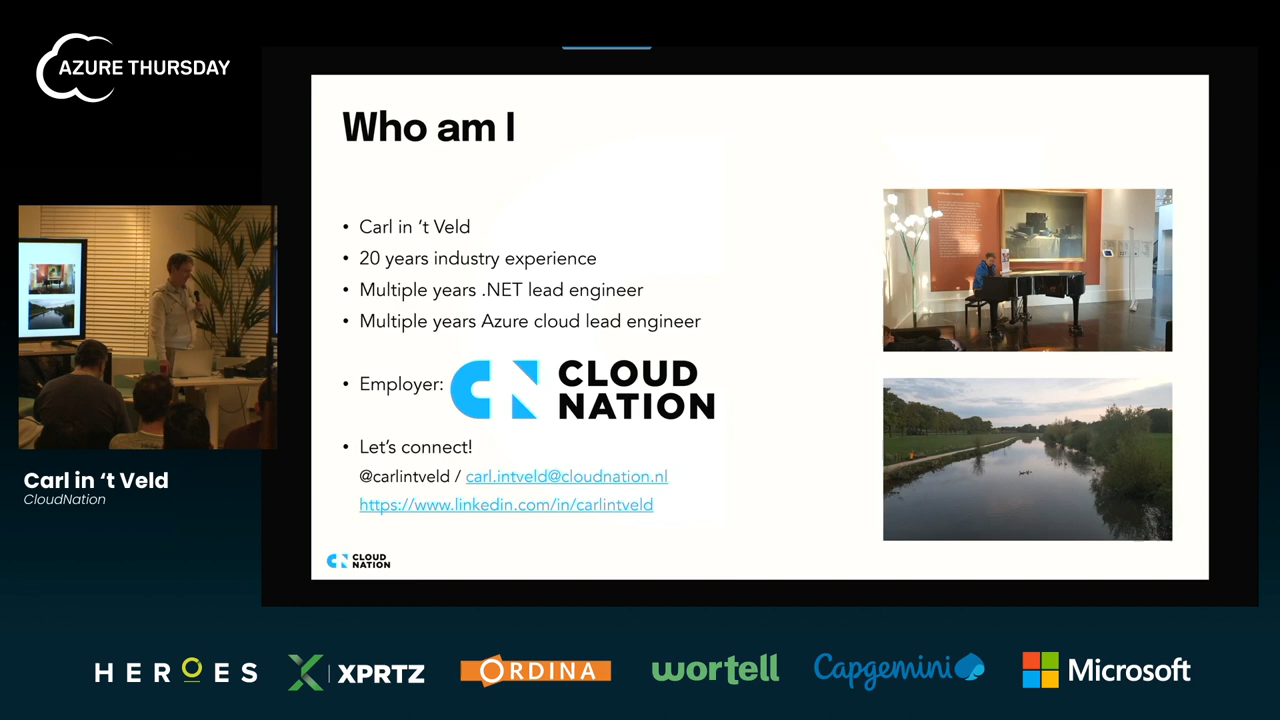 AZURE THURSDAY
Who am I
• Carl in ‘t Veld
• 20 years industry experience
• Multiple years .NET lead engineer
• Multiple years Azure cloud lead engineer
• Employer: CLOUD NATION
• Let’s connect!
@carlintveld / carl.intveld@cloudnation.nl
https://www.linkedin.com/in/carlintveld
CLOUD
NATION
Carl in ‘t Veld
CloudNation
HEROES XPRTZ ORDINA wortell Capgemini Microsoft